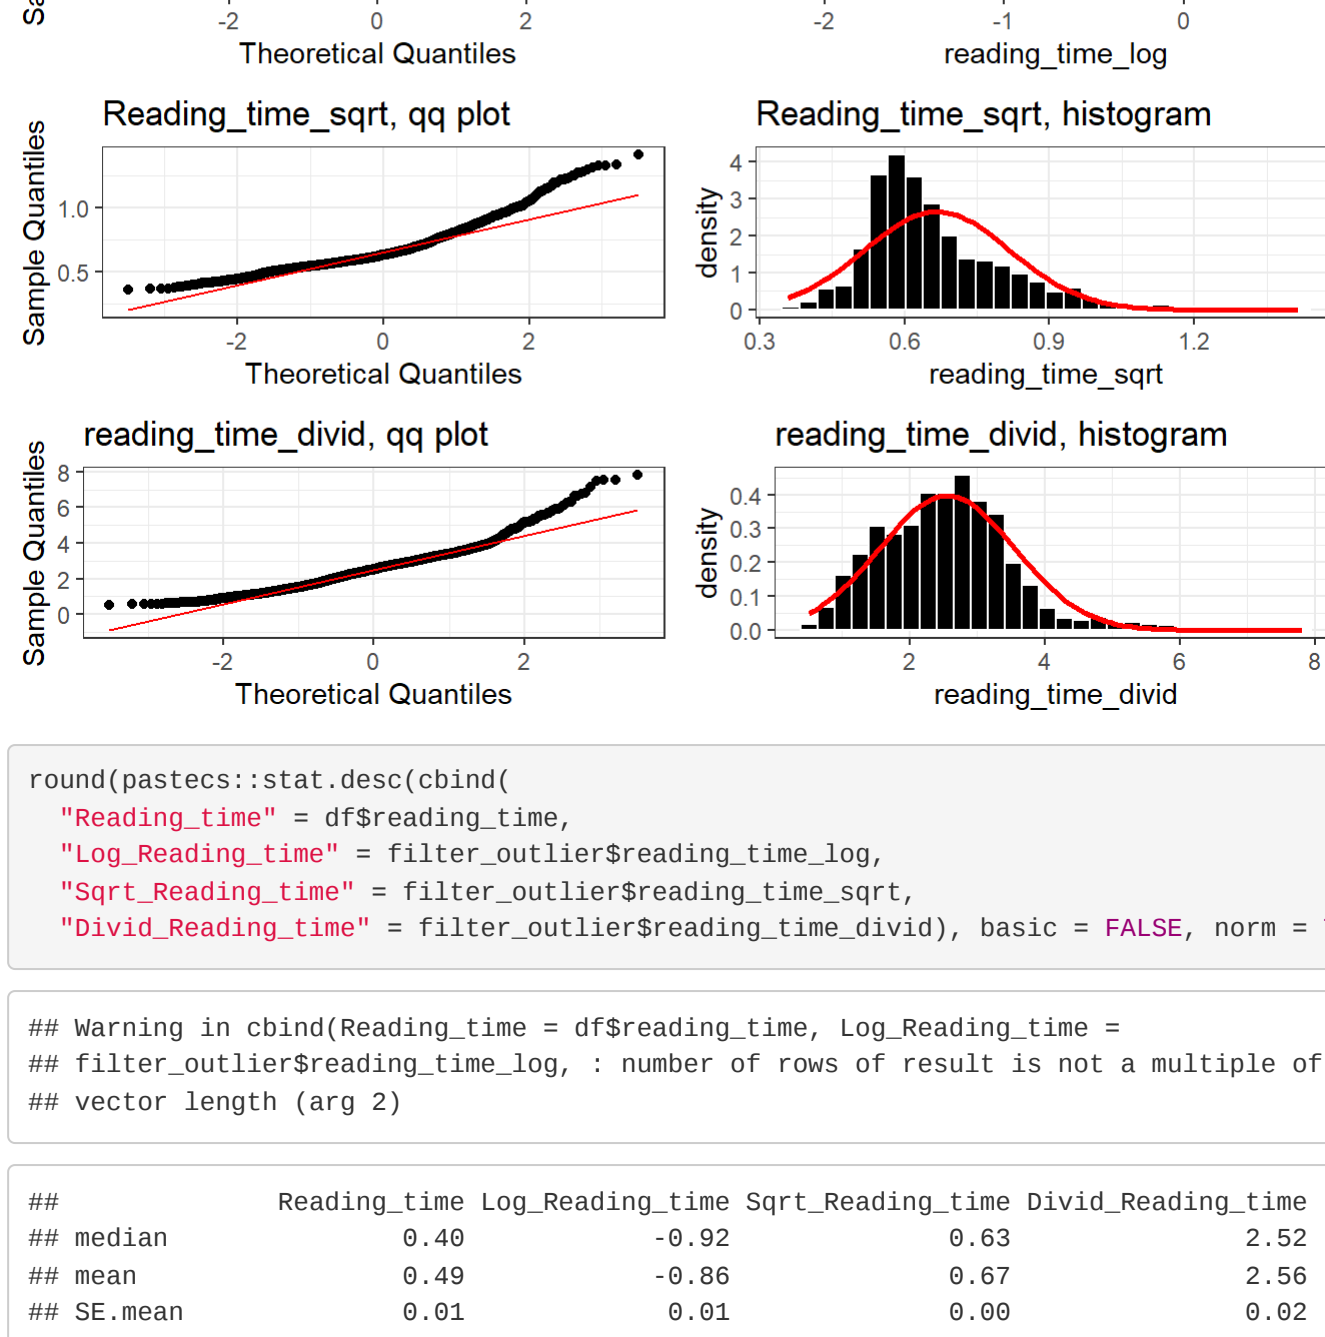 -2 0 2 -2 -1 0
Theoretical Quantiles reading_time_log
Reading_time_sqrt, qq plot Reading_time_sqrt, histogram
Sample Quantiles
1.0
0.5
-2 0 2
Theoretical Quantiles
density
4
3
2
1
0
0.3 0.6 0.9 1.2
reading_time_sqrt
reading_time_divid, qq plot reading_time_divid, histogram
Sample Quantiles
8
6
4
2
0
-2 0 2
Theoretical Quantiles
density
0.4
0.3
0.2
0.1
0.0
2 4 6 8
reading_time_divid
round(pastecs::stat.desc(cbind(
"Reading_time" = df$reading_time,
"Log_Reading_time" = filter_outlier$reading_time_log,
"Sqrt_Reading_time" = filter_outlier$reading_time_sqrt,
"Divid_Reading_time" = filter_outlier$reading_time_divid), basic = FALSE, norm =
## Warning in cbind(Reading_time = df$reading_time, Log_Reading_time =
## filter_outlier$reading_time_log, : number of rows of result is not a multiple of
## vector length (arg 2)
## Reading_time Log_Reading_time Sqrt_Reading_time Divid_Reading_time
## median 0.40 -0.92 0.63 2.52
## mean 0.49 -0.86 0.67 2.56
## SE.mean 0.01 0.01 0.00 0.02